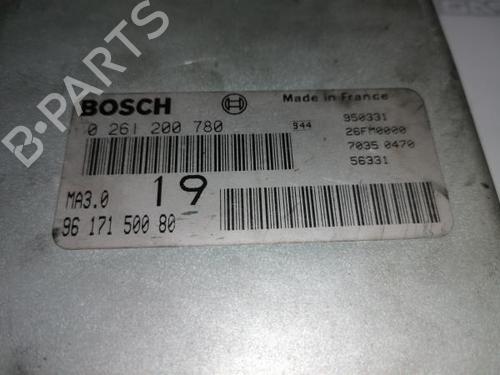 B-PARTS
BOSCH Made in France
0 261 200 780 944 950331
26FM0000
7035 0470
56331
MA3.0 19
96 171 500 80